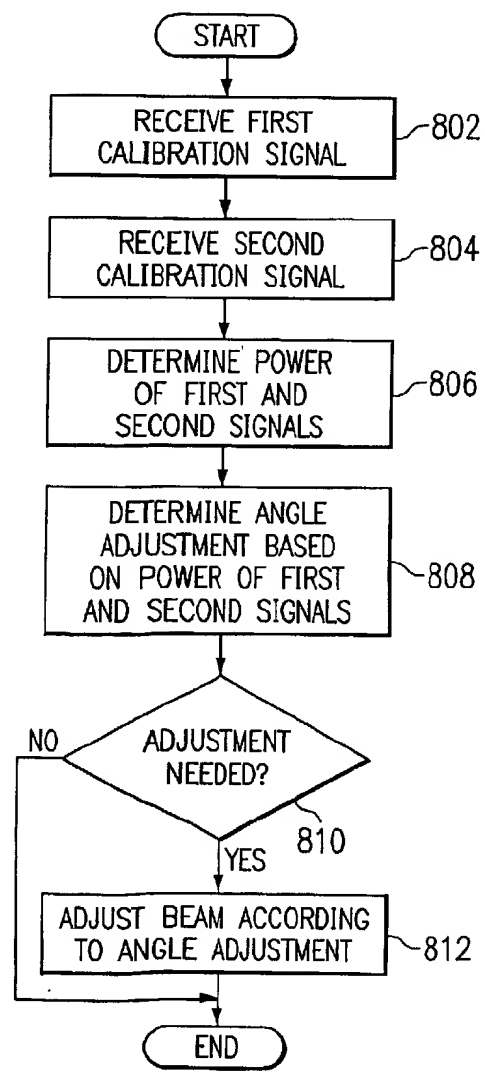 START
RECEIVE FIRST
CALIBRATION SIGNAL
802
RECEIVE SECOND
CALIBRATION SIGNAL
804
DETERMINE POWER
OF FIRST AND
SECOND SIGNALS
806
DETERMINE ANGLE
ADJUSTMENT BASED
ON POWER OF FIRST
AND SECOND SIGNALS
808
NO
ADJUSTMENT
NEEDED?
810
YES
ADJUST BEAM ACCORDING
TO ANGLE ADJUSTMENT
812
END